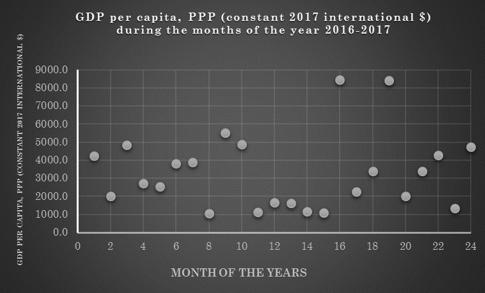 GDP per capita, PPP (constant 2017 international $)
during the months of the year 2016-2017
GDP PER CAPITA, PPP (CONSTANT 2017 INTERNATIONAL $)
9000.0
8000.0
7000.0
6000.0
5000.0
4000.0
3000.0
2000.0
1000.0
0.0
0 2 4 6 8 10 12 14 16 18 20 22 24
MONTH OF THE YEARS